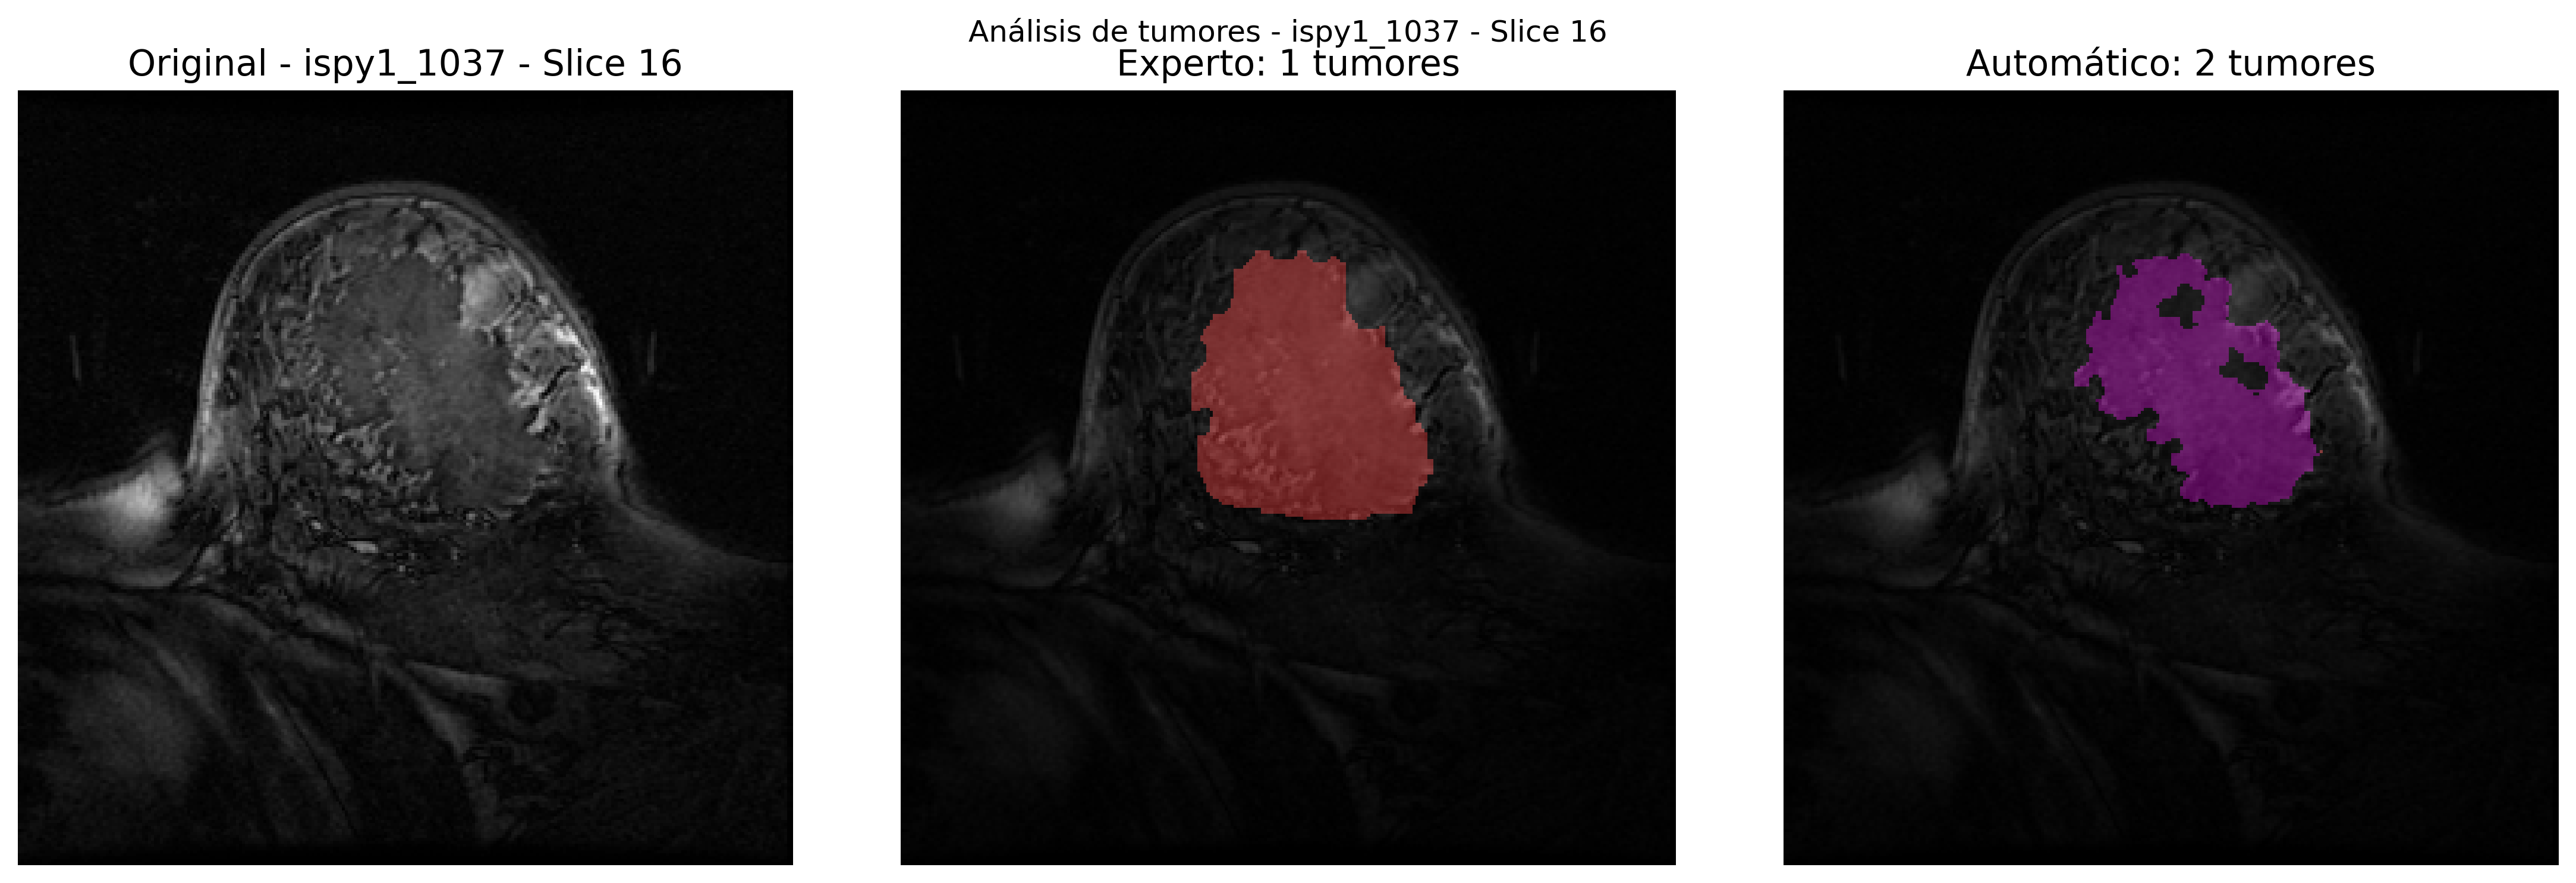 Análisis de tumores - ispy1_1037 - Slice 16
Original - ispy1_1037 - Slice 16
Experto: 1 tumores
Automático: 2 tumores